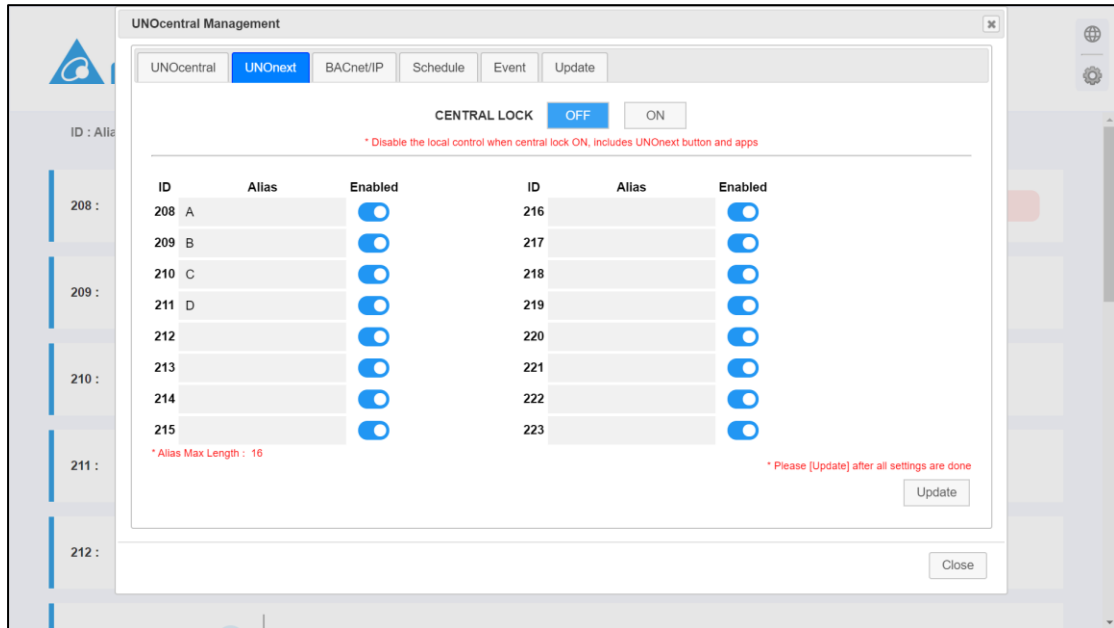 UNOcentral Management
UNOcentral UNOnext BACnet/IP Schedule Event Update
CENTRAL LOCK OFF ON
* Disable the local control when central lock ON, includes UNOnext button and apps
ID Alias Enabled ID Alias Enabled
208 A 216
209 B 217
210 C 218
211 D 219
212 220
213 221
214 222
215 223
* Alias Max Length : 16
* Please [Update] after all settings are done
Update
Close
ID : Alia
208 :
209 :
210 :
211 :
212 :